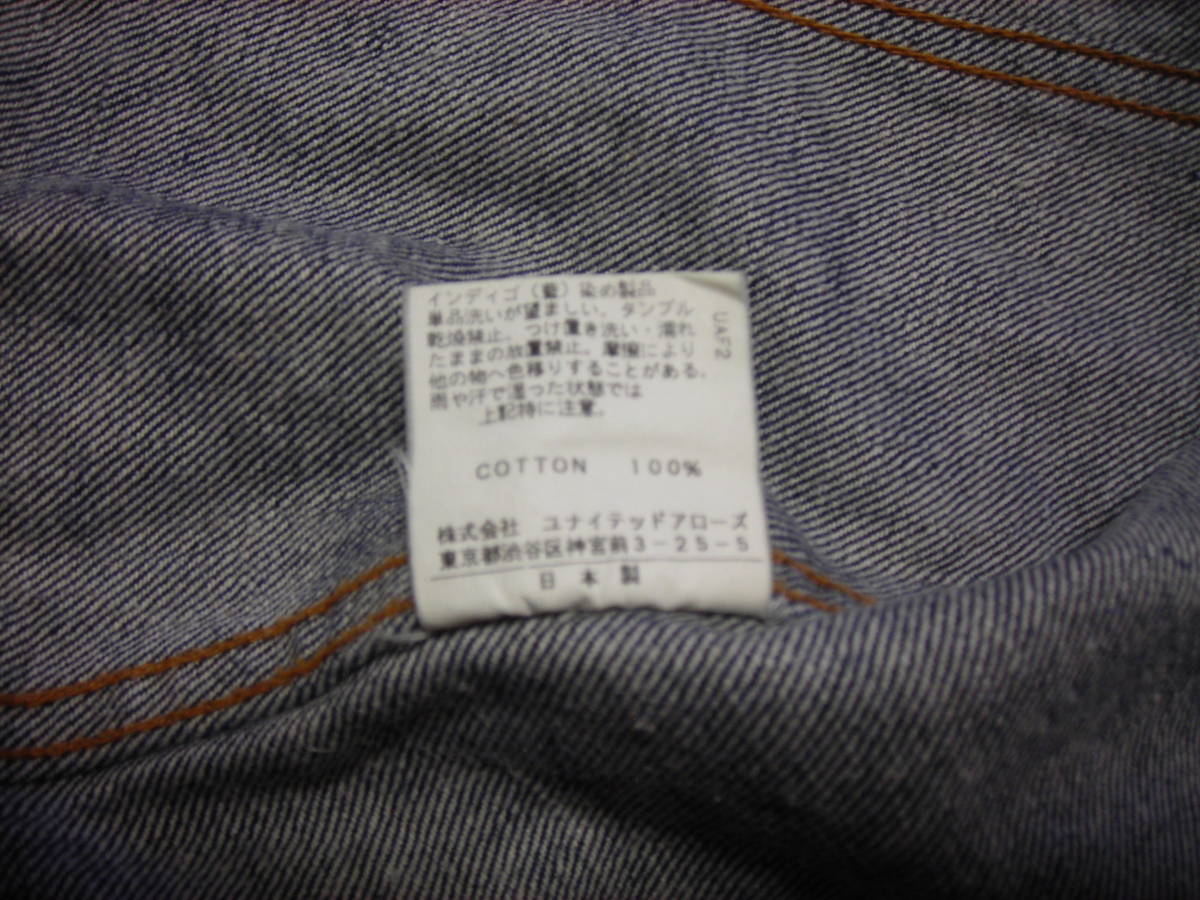 インディゴ（藍）染め製品
単品洗いが望ましい。タンブル
乾燥禁止。つけ置き洗い・濡れ
たままの放置禁止。摩擦により
他の物へ色移りすることがある。
雨や汗で湿った状態では
上記特に注意。
UAF2
COTTON 100%
株式会社 ユナイテッドアローズ
東京都渋谷区神宮前3-25-5
日本製